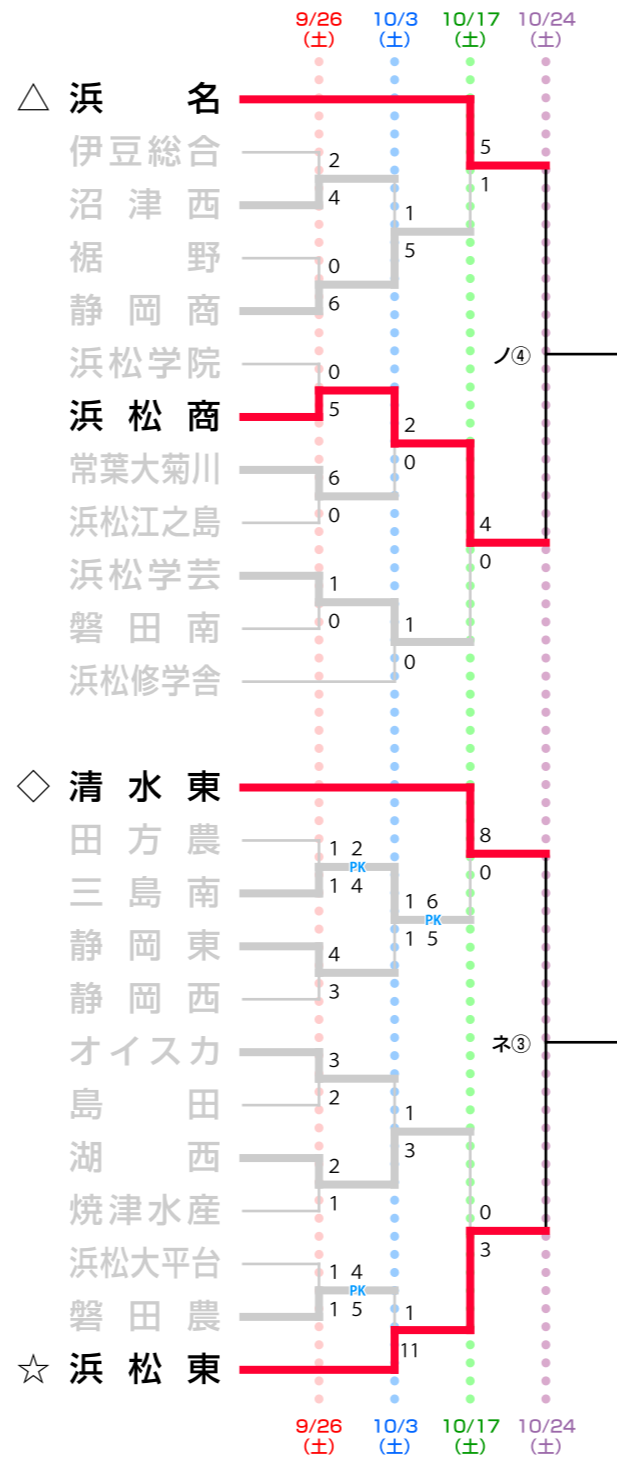 9/26 10/3 10/17 10/24
(土) (土) (土) (土)
△ 浜名
5
伊豆総合
2
1
沼津西
4
1
裾野
0
5
静岡商
6
ノ④
浜松学院
0
浜松商
5
2
常葉大菊川
6
0
浜松江之島
0
4
浜松学芸
1
0
磐田南
0
1
浜松修学舎
0
◇ 清水東
8
田方農
1 2
PK
0
三島南
1 4
1 6
PK
静岡東
4
1 5
静岡西
3
ネ③
オイスカ
3
島田
2
1
湖西
2
3
焼津水産
1
0
浜松大平台
1 4
3
PK
磐田農
1 5
1
☆ 浜松東
11
9/26 10/3 10/17 10/24
(土) (土) (土) (土)